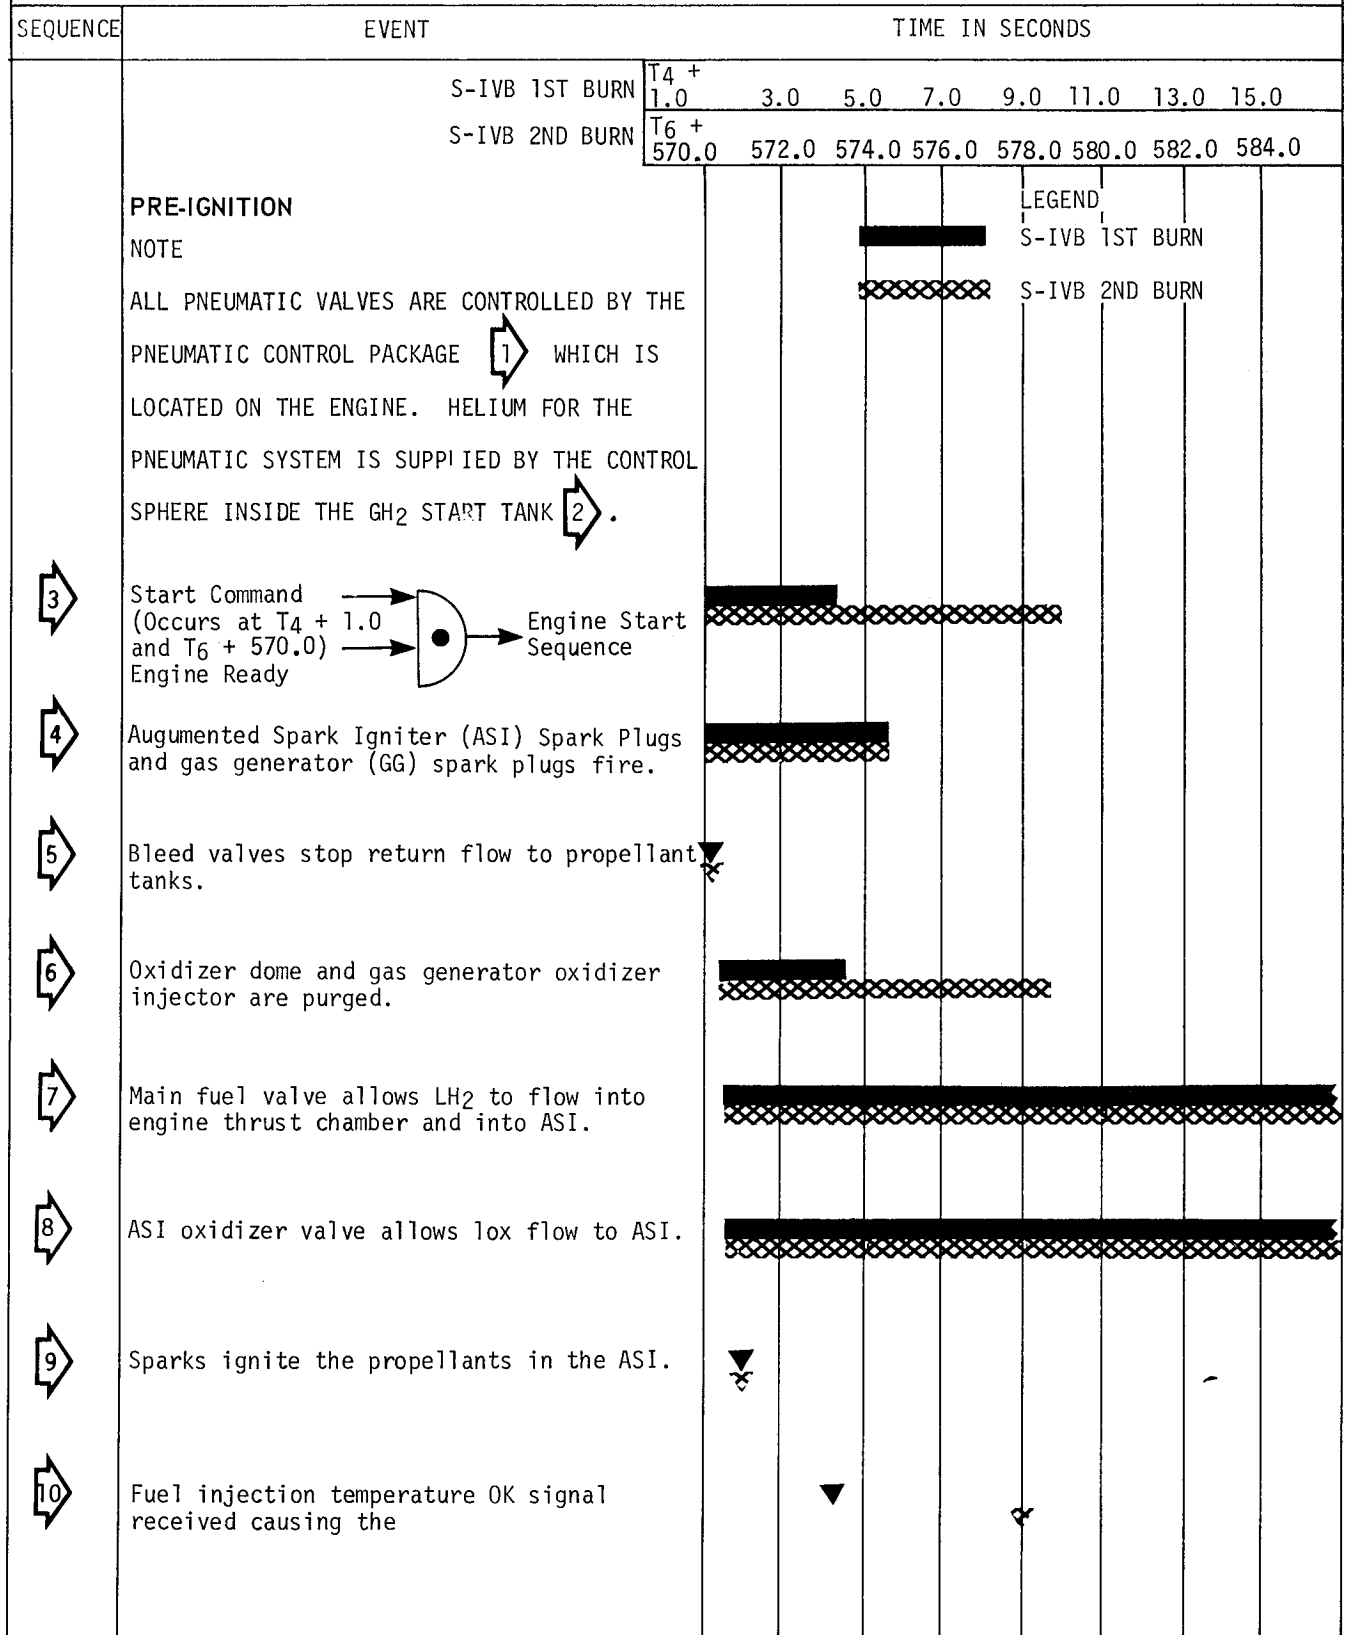 SEQUENCE EVENT TIME IN SECONDS
S-IVB 1ST BURN T4 + 1.0 3.0 5.0 7.0 9.0 11.0 13.0 15.0
S-IVB 2ND BURN T6 + 570.0 572.0 574.0 576.0 578.0 580.0 582.0 584.0
PRE-IGNITION
LEGEND
S-IVB 1ST BURN
S-IVB 2ND BURN
NOTE
ALL PNEUMATIC VALVES ARE CONTROLLED BY THE
PNEUMATIC CONTROL PACKAGE 1 WHICH IS
LOCATED ON THE ENGINE. HELIUM FOR THE
PNEUMATIC SYSTEM IS SUPPLIED BY THE CONTROL
SPHERE INSIDE THE GH2 START TANK 2 .
3
Start Command
(Occurs at T4 + 1.0
and T6 + 570.0)
Engine Ready
Engine Start
Sequence
4
Augumented Spark Igniter (ASI) Spark Plugs
and gas generator (GG) spark plugs fire.
5
Bleed valves stop return flow to propellant
tanks.
6
Oxidizer dome and gas generator oxidizer
injector are purged.
7
Main fuel valve allows LH2 to flow into
engine thrust chamber and into ASI.
8
ASI oxidizer valve allows lox flow to ASI.
9
Sparks ignite the propellants in the ASI.
10
Fuel injection temperature OK signal
received causing the